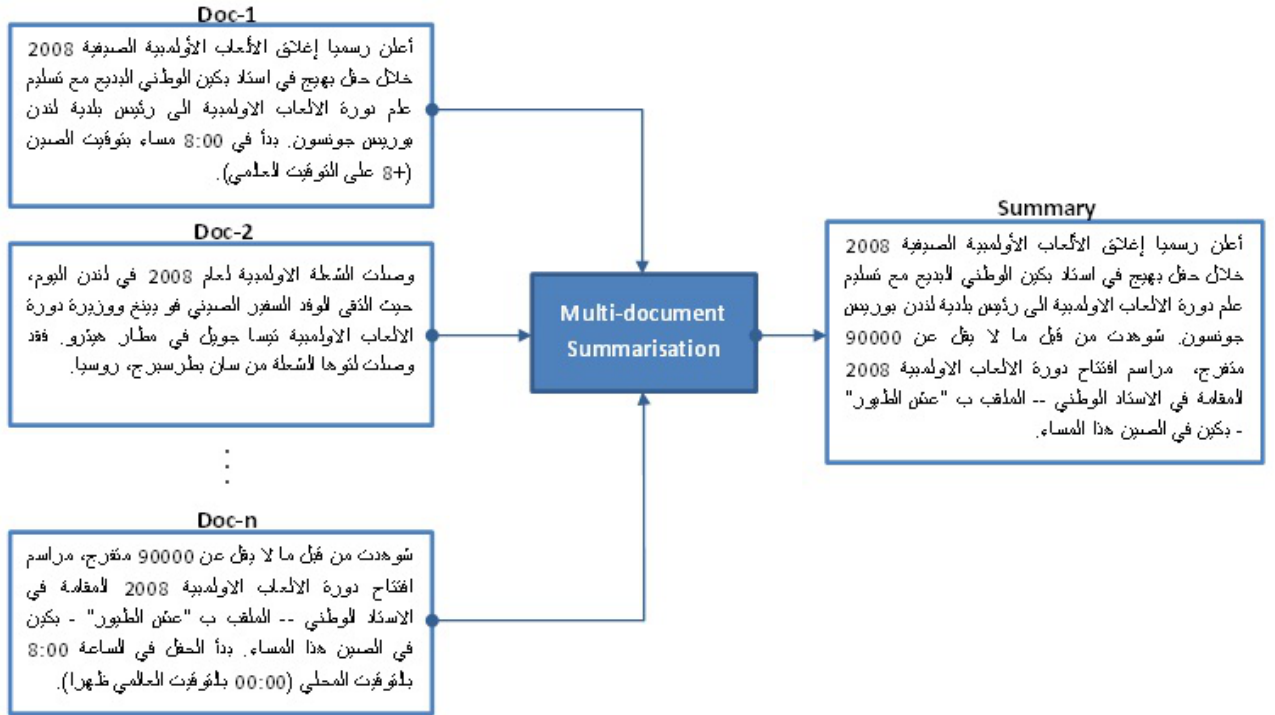 Doc-1
أعلن رسميا إغلاق الألعاب الأولمبية الصيفية 2008
خلال حفل بهيج في استاد بكين الوطني البديع مع تسليم
علم دورة الالعاب الاولمبية الى رئيس بلدية لندن
بوريس جونسون. بدأ في 8:00 مساء بتوقيت الصين
(+8 على التوقيت العالمي).
Doc-2
وصلت الشعلة الاولمبية لعام 2008 في لندن اليوم،
حيث التقى الوفد السفير الصيني فو يينغ ووزيرة دورة
الالعاب الاولمبية تيسا جويل في مطار هيثرو. فقد
وصلت لتوها الشعلة من سان بطرسبرج، روسيا.
Doc-n
شوهدت من قبل ما لا يقل عن 90000 متفرج، مراسم
افتتاح دورة الالعاب الاولمبية 2008 المقامة في
الاستاد الوطني -- الملقب ب "عش الطيور" - بكين
في الصين هذا المساء. بدأ الحفل في الساعة 8:00
بالتوقيت المحلي (00:00 بالتوقيت العالمي ظهرا).
Multi-document
Summarisation
Summary
أعلن رسميا إغلاق الألعاب الأولمبية الصيفية 2008
خلال حفل بهيج في استاد بكين الوطني البديع مع تسليم
علم دورة الالعاب الاولمبية الى رئيس بلدية لندن بوريس
جونسون. شوهدت من قبل ما لا يقل عن 90000
متفرج، مراسم افتتاح دورة الالعاب الاولمبية 2008
المقامة في الاستاد الوطني -- الملقب ب "عش الطيور"
- بكين في الصين هذا المساء.